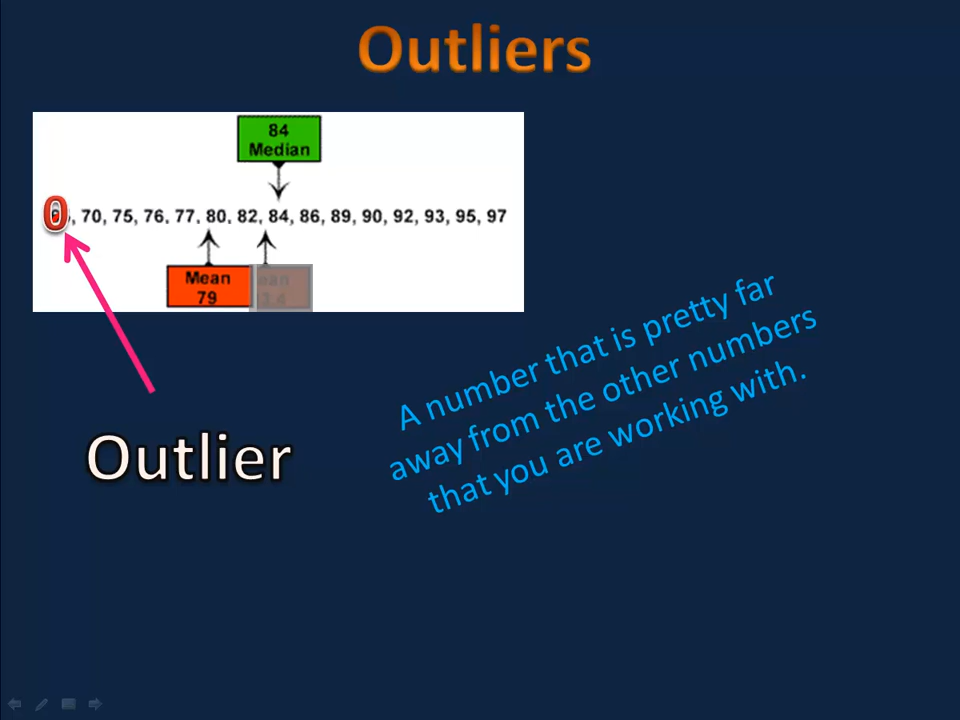 Outliers
84
Median
0, 70, 75, 76, 77, 80, 82, 84, 86, 89, 90, 92, 93, 95, 97
Mean
79
A number that is pretty far
away from the other numbers
that you are working with.
Outlier